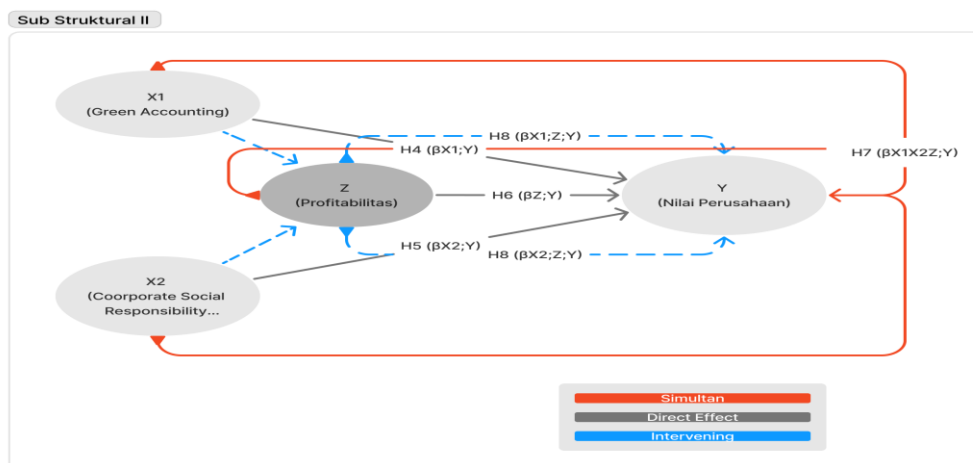 Sub Struktural II
X1
(Green Accounting)
H8 (βX1;Z;Y)
H4 (βX1;Y)
H7 (βX1X2Z;Y)
Z
(Profitabilitas)
H6 (βZ;Y)
Y
(Nilai Perusahaan)
H5 (βX2;Y)
H8 (βX2;Z;Y)
X2
(Coorporate Social
Responsibility...
Simultan
Direct Effect
Intervening